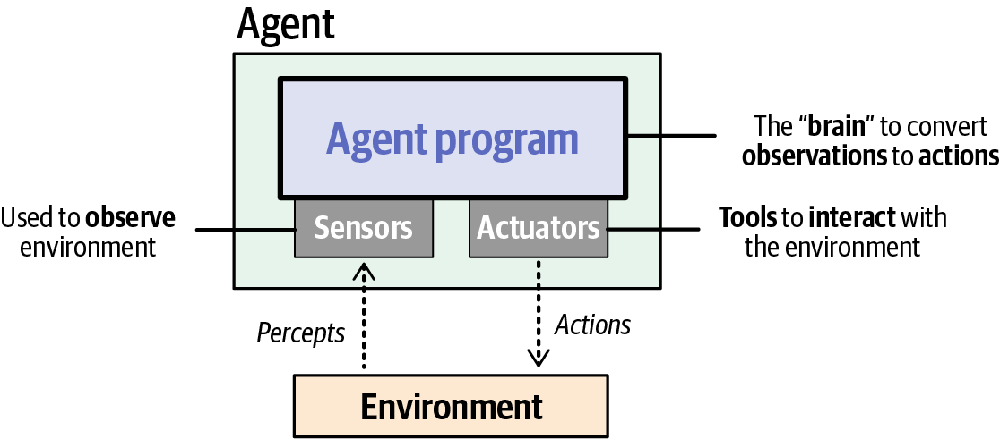 Agent
Agent program
The “brain” to convert
observations to actions
Used to observe
environment
Sensors
Actuators
Tools to interact with
the environment
Percepts
Actions
Environment